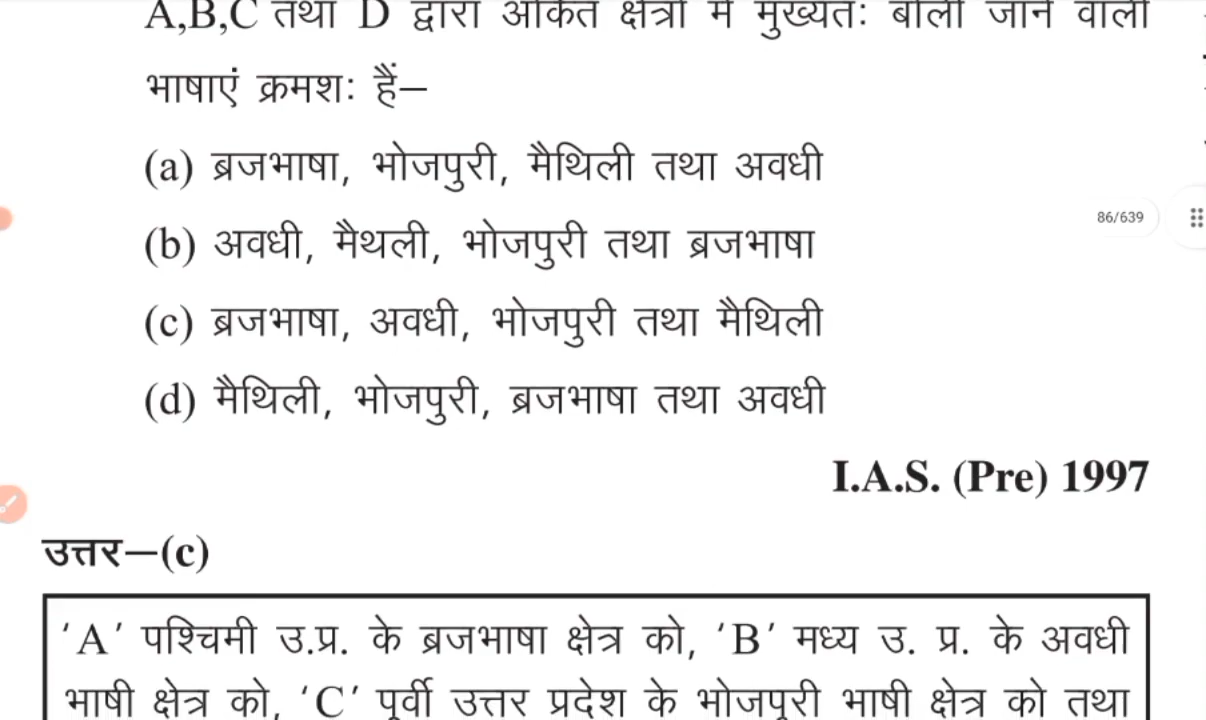 A,B,C तथा D द्वारा अंकित क्षेत्रों में मुख्यतः बोली जाने वाली
भाषाएं क्रमशः हैं—
(a) ब्रजभाषा, भोजपुरी, मैथिली तथा अवधी
86/639
(b) अवधी, मैथली, भोजपुरी तथा ब्रजभाषा
(c) ब्रजभाषा, अवधी, भोजपुरी तथा मैथिली
(d) मैथिली, भोजपुरी, ब्रजभाषा तथा अवधी
I.A.S. (Pre) 1997
उत्तर—(c)
‘A’ पश्चिमी उ.प्र. के ब्रजभाषा क्षेत्र को, ‘B’ मध्य उ. प्र. के अवधी
भाषी क्षेत्र को, ‘C’ पूर्वी उत्तर प्रदेश के भोजपुरी भाषी क्षेत्र को तथा